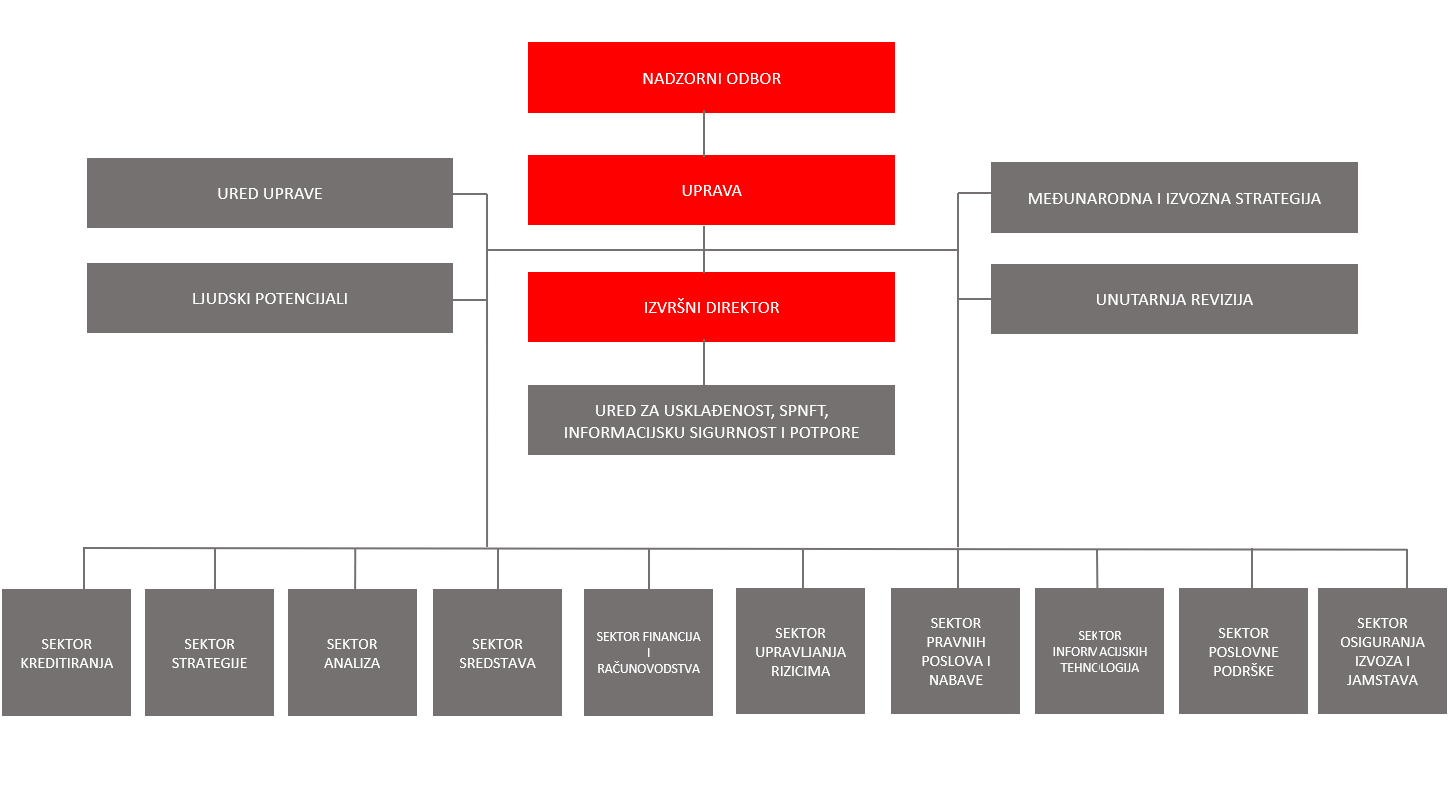 NADZORNI ODBOR
URED UPRAVE
UPRAVA
MEĐUNARODNA I IZVOZNA STRATEGIJA
LJUDSKI POTENCIJALI
IZVRŠNI DIREKTOR
UNUTARNJA REVIZIJA
URED ZA USKLAĐENOST, SPNFT,
INFORMACIJSKU SIGURNOST I POTPORE
SEKTOR
KREDITIRANJA
SEKTOR
STRATEGIJE
SEKTOR
ANALIZA
SEKTOR
SREDSTAVA
SEKTOR FINANCIJA
I
RAČUNOVODSTVA
SEKTOR
UPRAVLJANJA
RIZICIMA
SEKTOR
PRAVNIH
POSLOVA I
NABAVE
SEKTOR
INFORMACIJSKIH
TEHNOLOGIJA
SEKTOR
POSLOVNE
PODRŠKE
SEKTOR
OSIGURANJA
IZVOZA I
JAMSTAVA